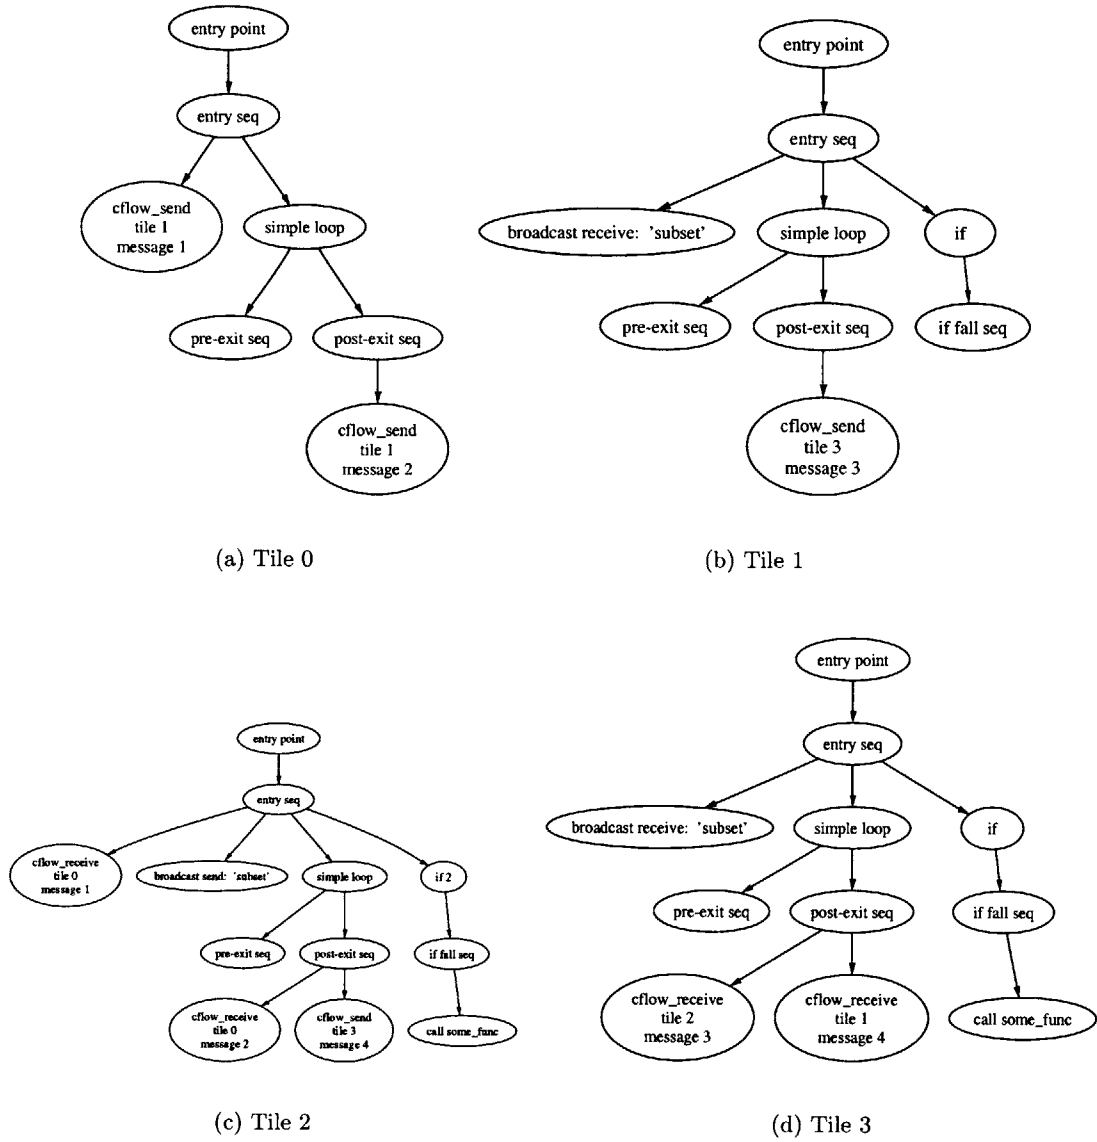 entry point
entry seq
cflow_send
tile 1
message 1
simple loop
pre-exit seq
post-exit seq
cflow_send
tile 1
message 2
(a) Tile 0
entry point
entry seq
broadcast receive: 'subset'
simple loop
if
pre-exit seq
post-exit seq
if fall seq
cflow_send
tile 3
message 3
(b) Tile 1
entry point
entry seq
cflow_receive
tile 0
message 1
broadcast send: 'subset'
simple loop
if 2
pre-exit seq
post-exit seq
if fall seq
cflow_receive
tile 0
message 2
cflow_send
tile 3
message 4
call some_func
(c) Tile 2
entry point
entry seq
broadcast receive: 'subset'
simple loop
if
pre-exit seq
post-exit seq
if fall seq
cflow_receive
tile 2
message 3
cflow_receive
tile 1
message 4
call some_func
(d) Tile 3